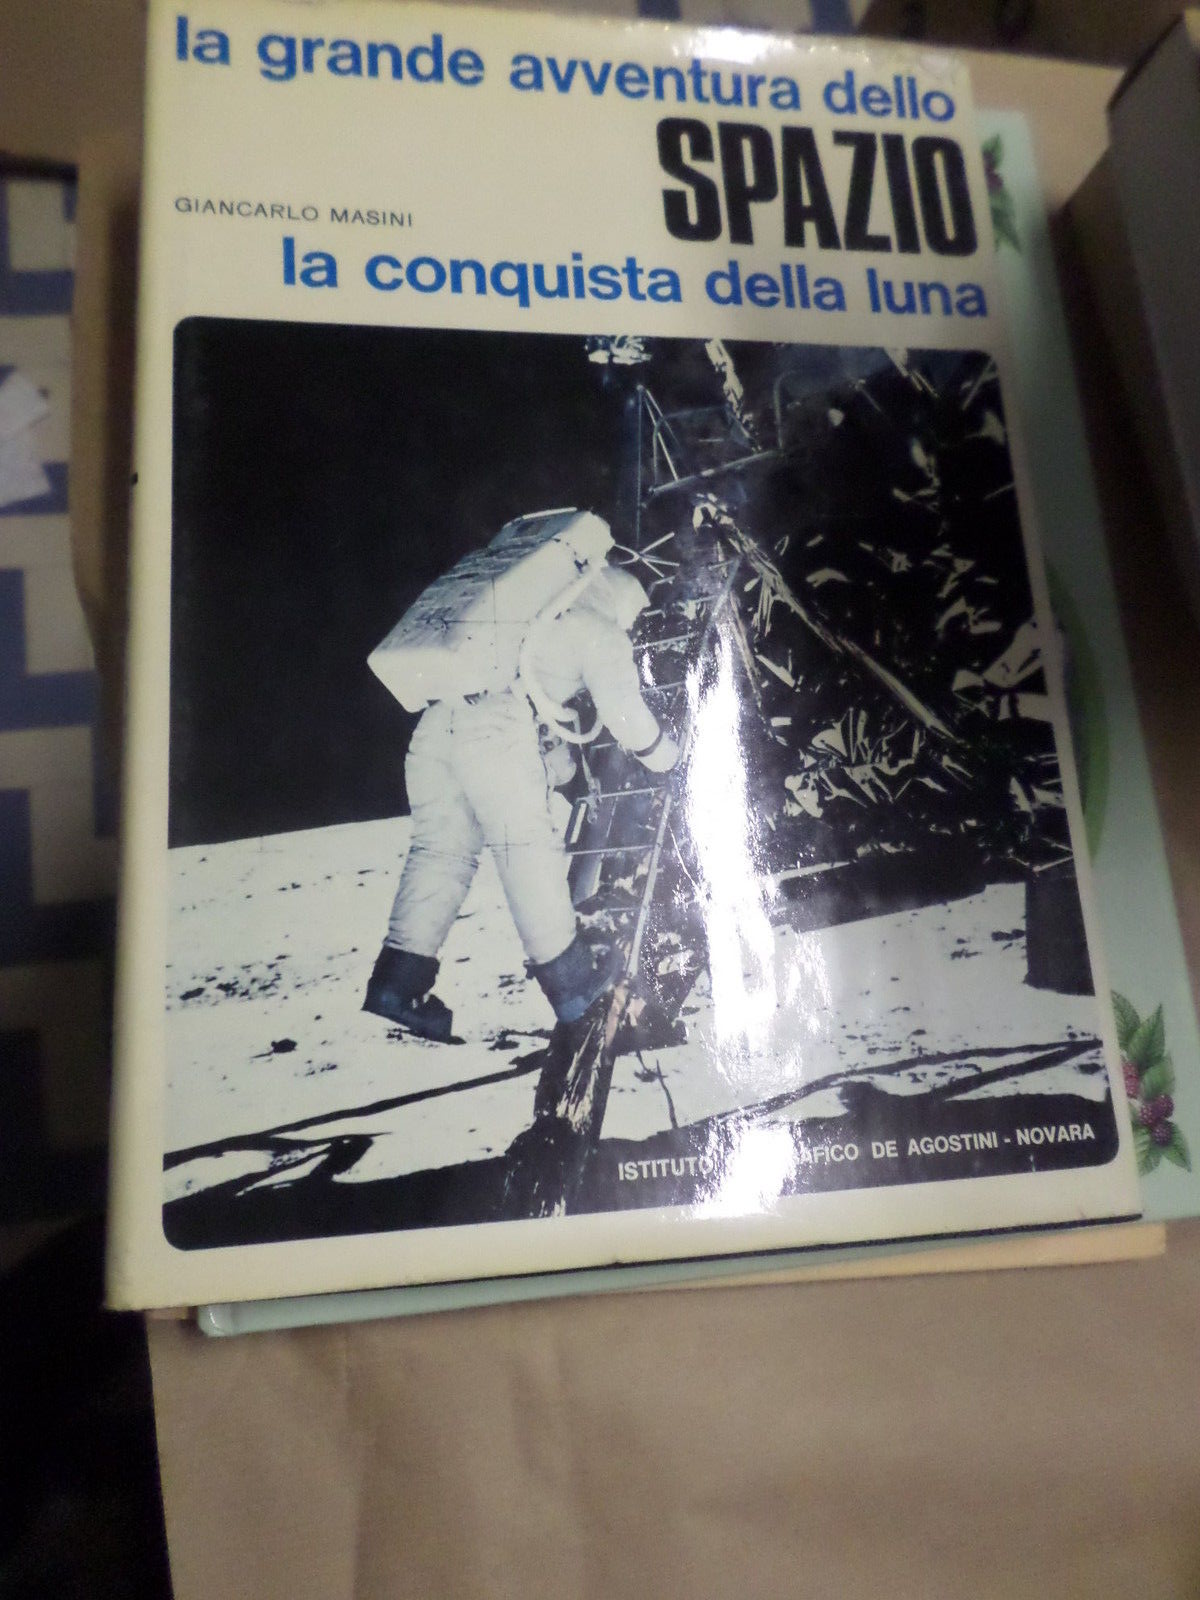 la grande avventura dello
SPAZIO
GIANCARLO MASINI
la conquista della luna
ISTITUTO AFICO DE AGOSTINI - NOVARA